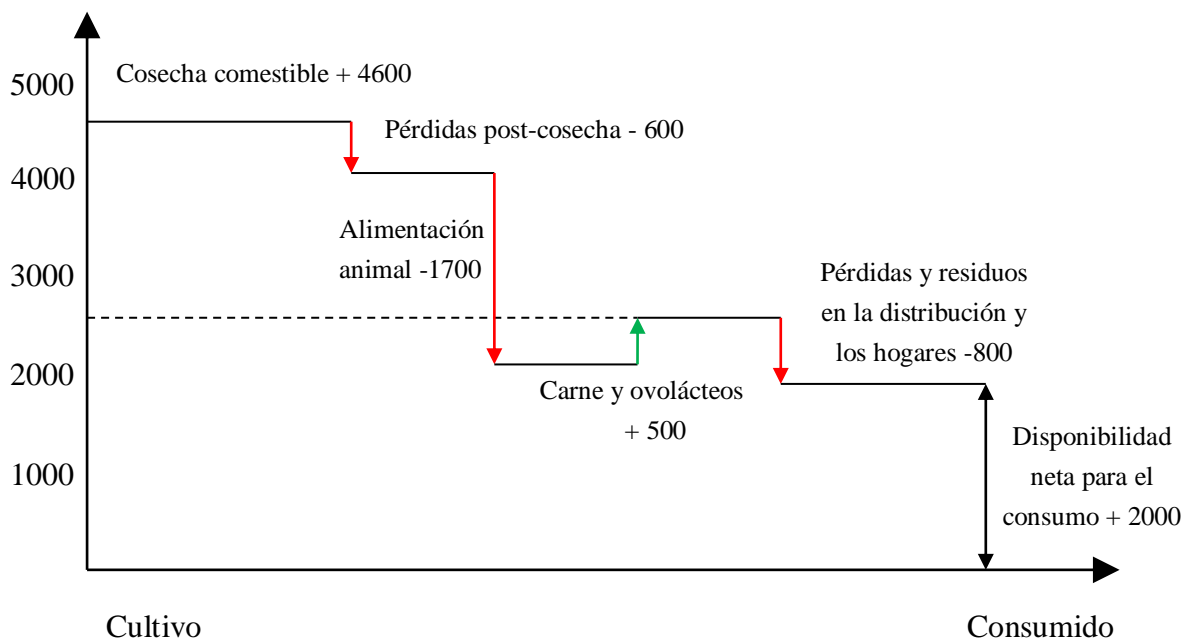 5000
4000
3000
2000
1000
Cosecha comestible + 4600
Pérdidas post-cosecha - 600
Alimentación
animal -1700
Carne y ovolácteos
+ 500
Pérdidas y residuos
en la distribución y
los hogares -800
Disponibilidad
neta para el
consumo + 2000
Cultivo
Consumido